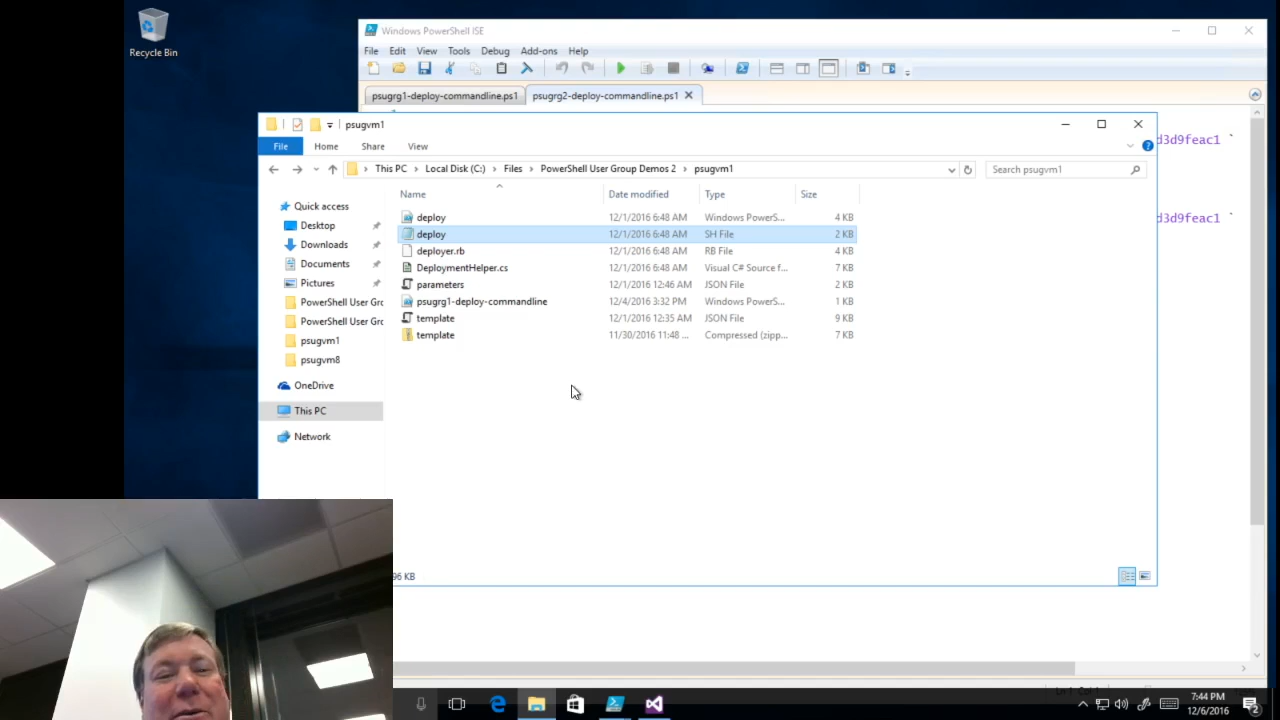 Recycle Bin
Windows PowerShell ISE
File Edit View Tools Debug Add-ons Help
psugrg1-deploy-commandline.ps1 psugrg2-deploy-commandline.ps1
psugvm1
File Home Share View
d3d9feac1 `
This PC Local Disk (C:) Files PowerShell User Group Demos 2 psugvm1 Search psugvm1
Name Date modified Type Size
Quick access
Desktop
Downloads
Documents
Pictures
PowerShell User Grc
PowerShell User Grc
psugvm1
psugvm8
OneDrive
This PC
Network
deploy 12/1/2016 6:48 AM Windows PowerS... 4 KB
deploy 12/1/2016 6:48 AM SH File 2 KB
d3d9feac1 `
deployer.rb 12/1/2016 6:48 AM RB File 4 KB
DeploymentHelper.cs 12/1/2016 6:48 AM Visual C# Source f... 7 KB
parameters 12/1/2016 12:46 AM JSON File 2 KB
psugrg1-deploy-commandline 12/4/2016 3:32 PM Windows PowerS... 1 KB
template 12/1/2016 12:35 AM JSON File 9 KB
template 11/30/2016 11:48 ... Compressed (zipp... 7 KB
96 KB
7:44 PM
12/6/2016
2